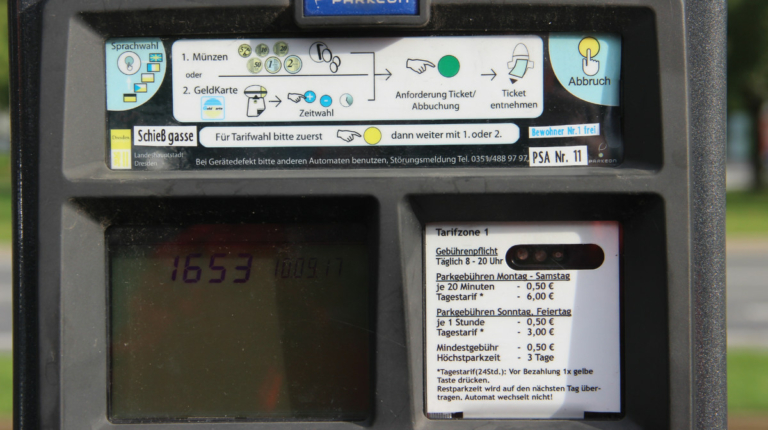 PARKEON
Sprachwahl
1. Münzen
oder
2. GeldKarte
Zeitwahl
Anforderung Ticket/
Abbuchung
Ticket
entnehmen
Abbruch
Schießgasse
Für Tarifwahl bitte zuerst
dann weiter mit 1. oder 2.
Bewohner Nr.1 frei
Landeshauptstadt
Dresden
Bei Gerätedefekt bitte anderen Automaten benutzen, Störungsmeldung Tel. 0351/488 97 97
PSA Nr. 11
PARKEON
1653 16.09.17
Tarifzone 1
Gebührenpflicht
Täglich 8 - 20 Uhr
Parkgebühren Montag - Samstag
je 20 Minuten - 0,50 €
Tagestarif * - 6,00 €
Parkgebühren Sonntag, Feiertag
je 1 Stunde - 0,50 €
Tagestarif * - 3,00 €
Mindestgebühr - 0,50 €
Höchstparkzeit - 3 Tage
*Tagestarif(24Std.): Vor Bezahlung 1x gelbe
Taste drücken.
Restparkzeit wird auf den nächsten Tag über-
tragen. Automat wechselt nicht!